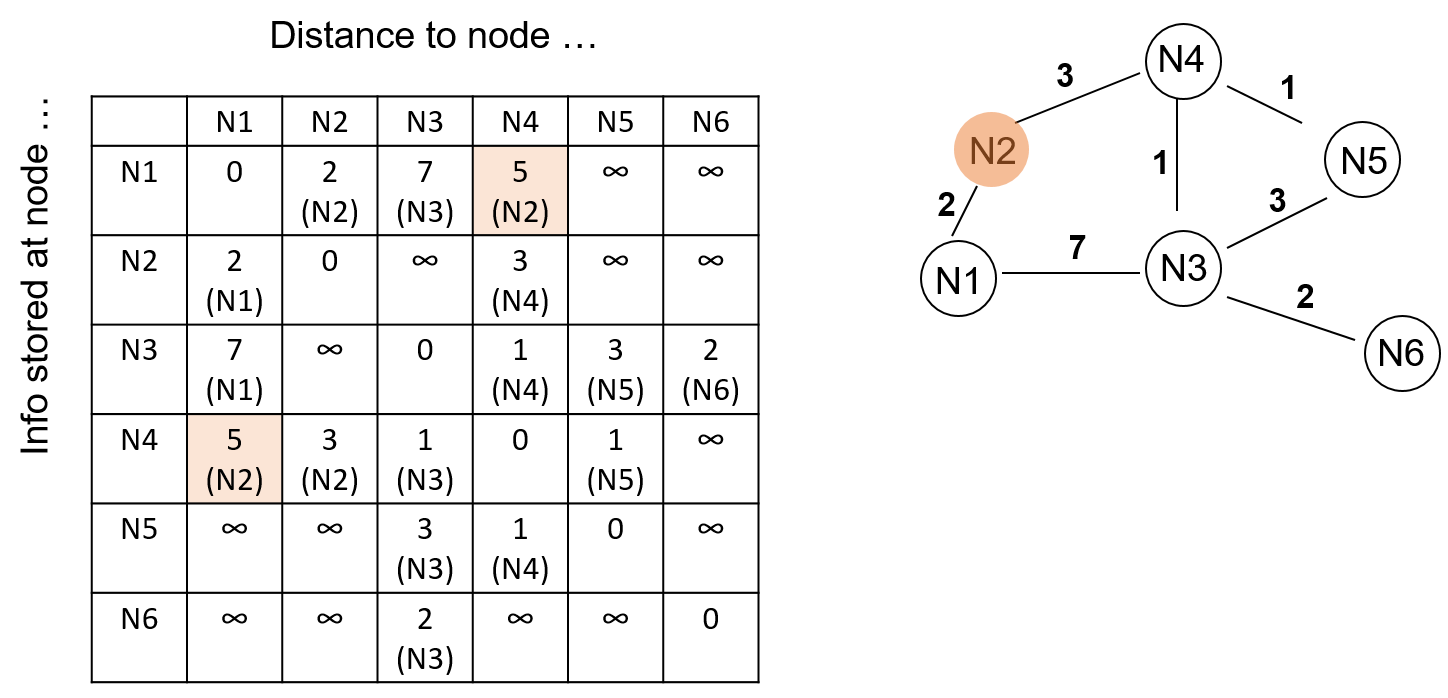 Distance to node …
Info stored at node …
N1 N2 N3 N4 N5 N6
N1 0 2 7 5 ∞ ∞
(N2) (N3) (N2)
N2 2 0 ∞ 3 ∞ ∞
(N1) (N4)
N3 7 ∞ 0 1 3 2
(N1) (N4) (N5) (N6)
N4 5 3 1 0 1 ∞
(N2) (N2) (N3) (N5)
N5 ∞ ∞ 3 1 0 ∞
(N3) (N4)
N6 ∞ ∞ 2 ∞ ∞ 0
(N3)
N4
3
1
N2
1
N5
2
3
7
N1
N3
2
N6